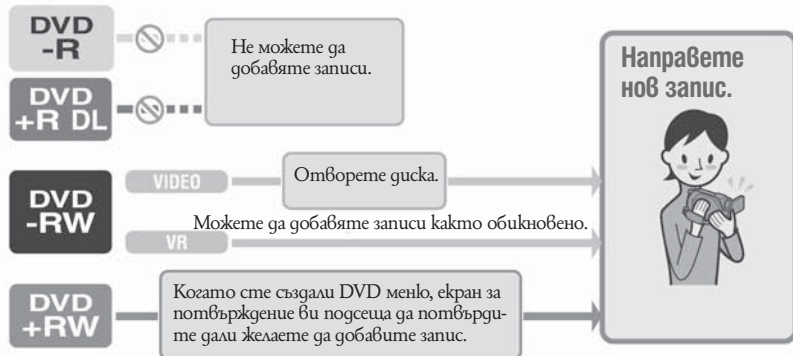 DVD
-R
Не можете да
добавяте записи.
DVD
+R DL
Направете
нов запис.
DVD
-RW
VIDEO
Отворете диска.
Можете да добавяте записи както обикновено.
VR
DVD
+RW
Когато сте създали DVD меню, екран за
потвърждение ви подсеща да потвърди-
те дали желаете да добавите запис.